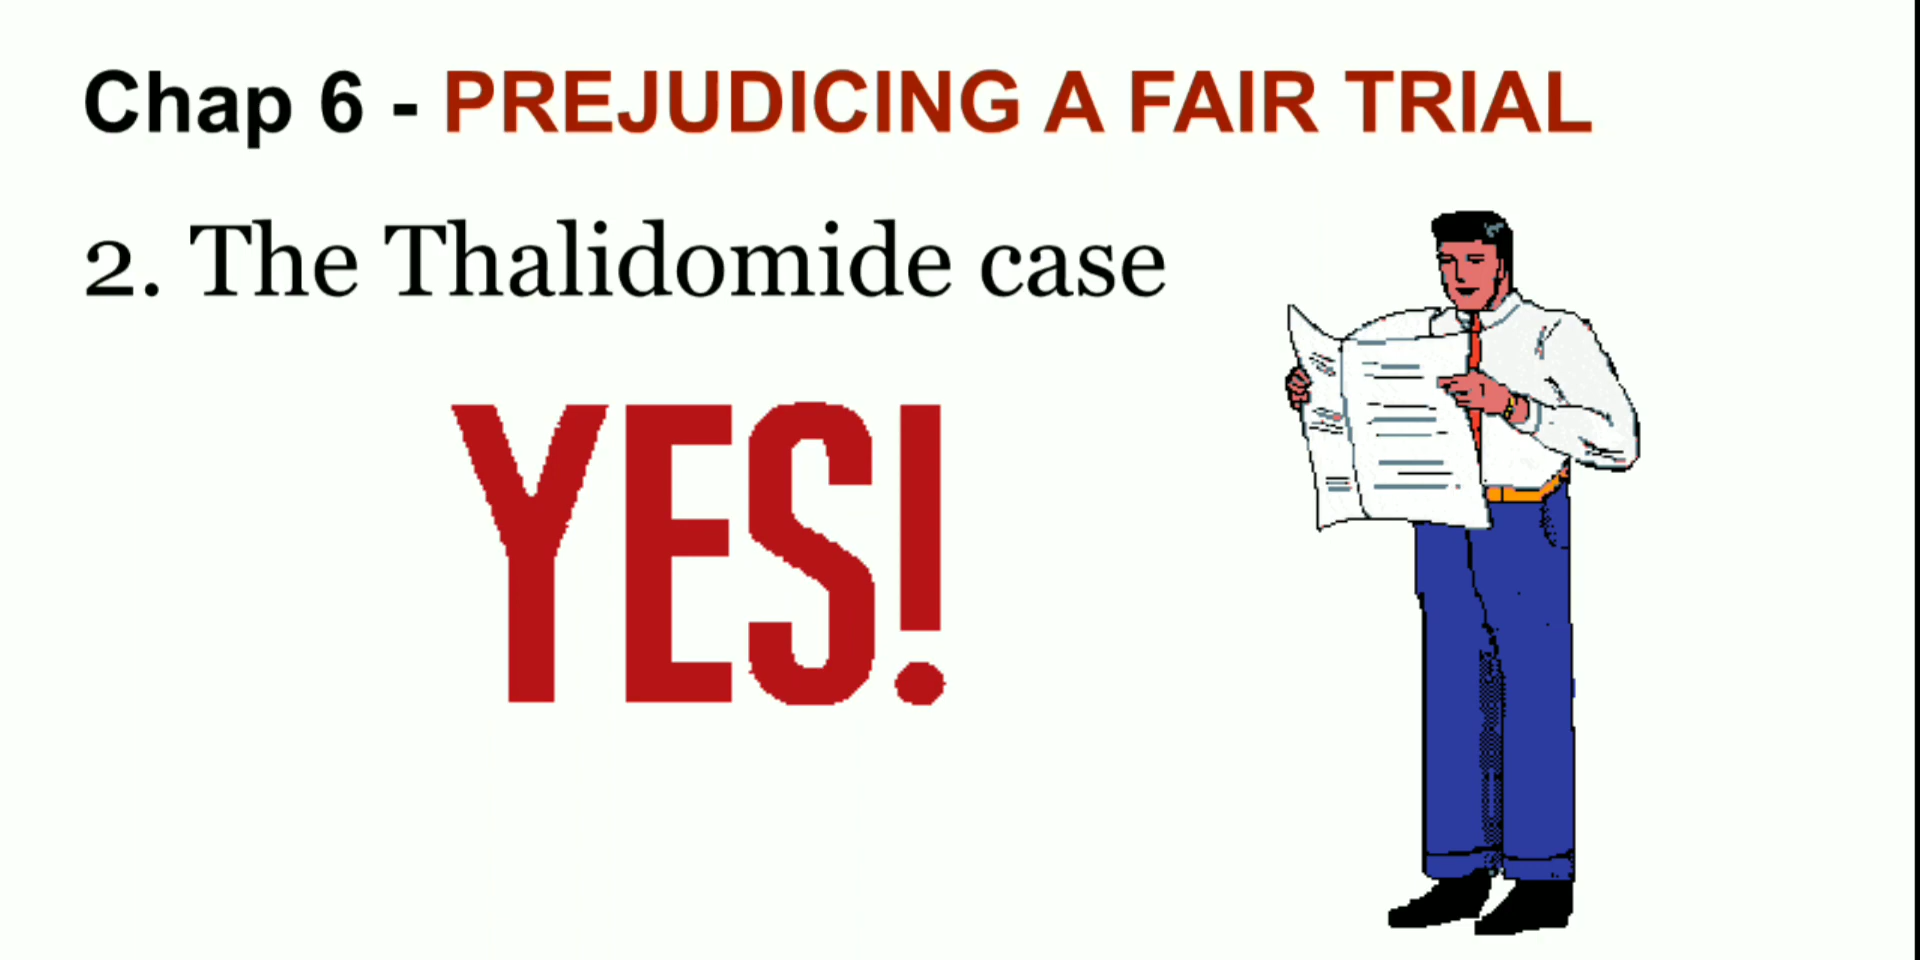 Chap 6 - PREJUDICING A FAIR TRIAL
2. The Thalidomide case
YES!